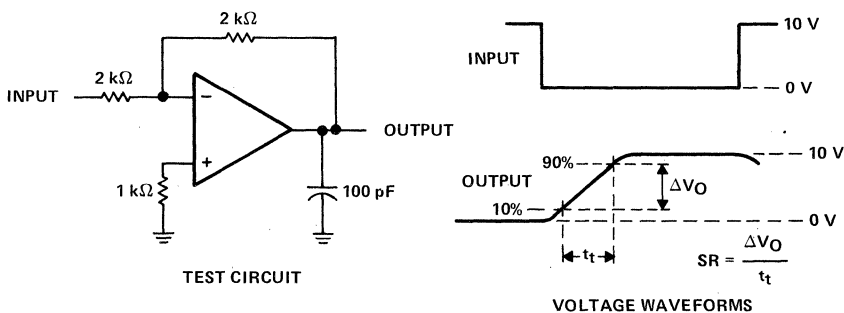 2 kΩ
2 kΩ
INPUT
−
+
OUTPUT
1 kΩ
100 pF
TEST CIRCUIT
INPUT
10 V
0 V
OUTPUT
90%
10%
10 V
ΔVO
0 V
tt
SR = ΔVO / tt
VOLTAGE WAVEFORMS